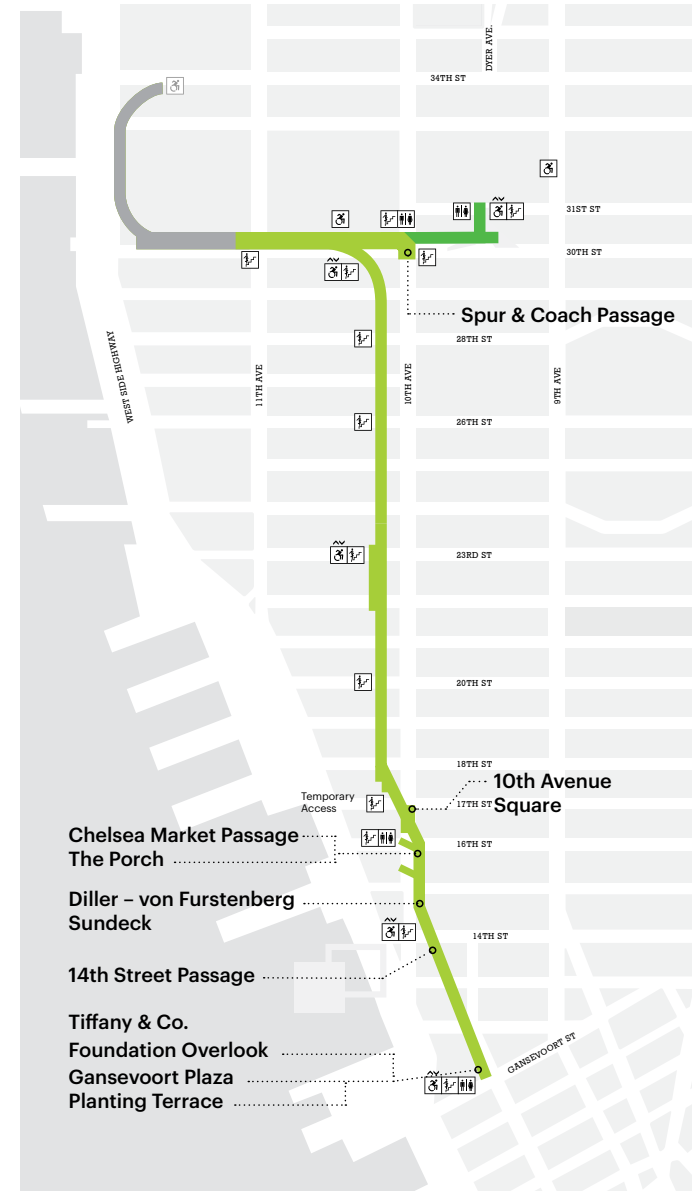 DYER AVE.
34TH ST
31ST ST
30TH ST
Spur & Coach Passage
28TH ST
WEST SIDE HIGHWAY
11TH AVE
10TH AVE
9TH AVE
26TH ST
23RD ST
20TH ST
18TH ST
10th Avenue
Square
17TH ST
Temporary
Access
Chelsea Market Passage
The Porch
16TH ST
Diller – von Furstenberg
Sundeck
14TH ST
14th Street Passage
Tiffany & Co.
Foundation Overlook
Gansevoort Plaza
Planting Terrace
GANSEVOORT ST